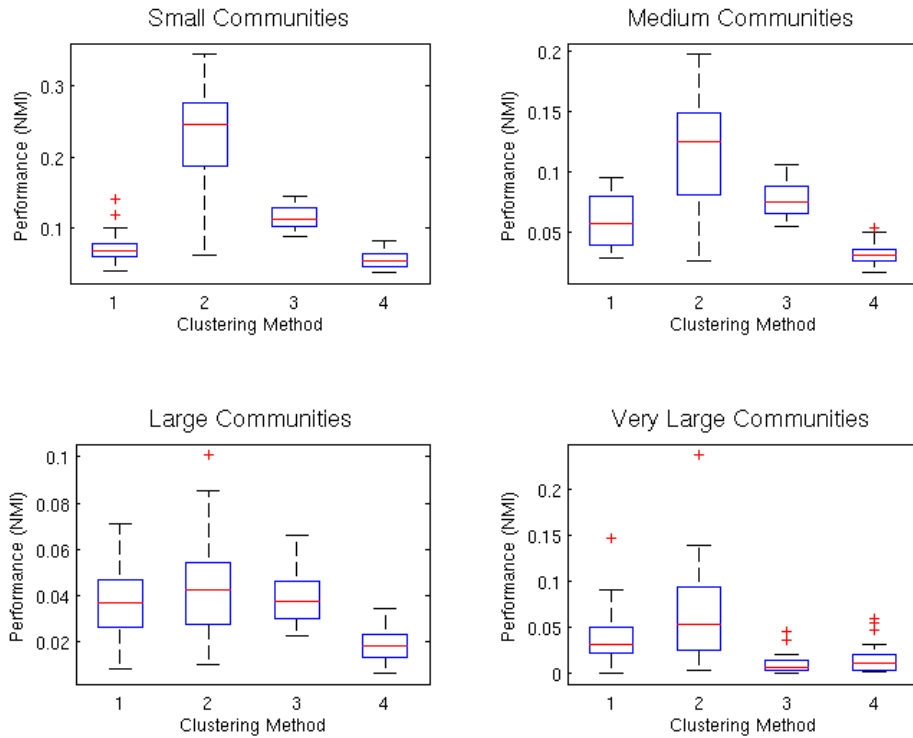 Small Communities
Performance (NMI)
0.3
0.2
0.1
1 2 3 4
Clustering Method
Medium Communities
Performance (NMI)
0.2
0.15
0.1
0.05
1 2 3 4
Clustering Method
Large Communities
Performance (NMI)
0.1
0.08
0.06
0.04
0.02
1 2 3 4
Clustering Method
Very Large Communities
Performance (NMI)
0.2
0.15
0.1
0.05
0
1 2 3 4
Clustering Method